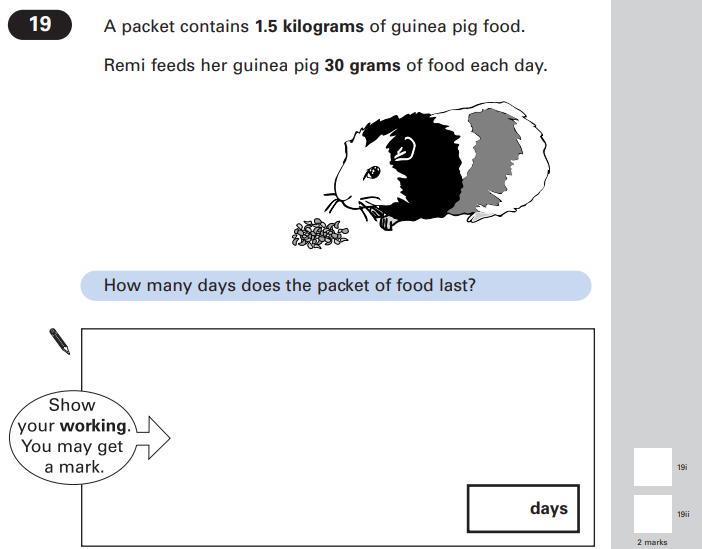 19
A packet contains 1.5 kilograms of guinea pig food.
Remi feeds her guinea pig 30 grams of food each day.
How many days does the packet of food last?
Show
your working.
You may get
a mark.
days
19i
19ii
2 marks